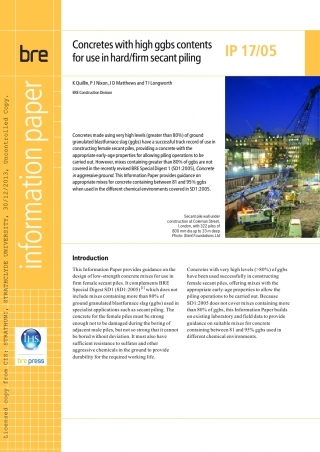 bre
Concretes with high ggbs contents
for use in hard/firm secant piling
IP 17/05
K Quillin, P J Nixon, J D Matthews and T I Longworth
BRE Construction Division
Concretes made using very high levels (greater than 80%) of ground
granulated blastfurnace slag (ggbs) have a successful track record of use in
constructing female secant piles, providing a concrete with the
appropriate early-age properties for allowing piling operations to be
carried out. However, mixes containing greater than 80% of ggbs are not
covered in the recently revised BRE Special Digest 1 (SD1:2005), Concrete
in aggressive ground. This Information Paper provides guidance on
appropriate mixes for concrete containing between 81 and 95% ggbs
when used in the different chemical environments covered in SD1:2005.
Secant pile wall under
construction at Coleman Street,
London, with 322 piles of
Photo: Stent Foundations Ltd
Introduction
This Information Paper provides guidance on the
design of low-strength concrete mixes for use in
firm female secant piles. It complements BRE
Special Digest SD1 (SD1:2005)
which does not
include mixes containing more than 80% of
ground granulated blastfurnace slag (ggbs) used in
specialist applications such as secant piling. The
concrete for the female piles must be strong
enough not to be damaged during the boring of
adjacent male piles, but not so strong that it cannot
be bored without deviation. It must also have
sufficient resistance to sulfates and other
aggressive chemicals in the ground to provide
durability for the required working life.
Concretes with very high levels (>80%) of ggbs
have been used successfully in constructing
female secant piles, offering mixes with the
appropriate early-age properties to allow the
piling operations to be carried out. Because
SD1:2005 does not cover mixes containing more
than 80% of ggbs, this Information Paper builds
on existing laboratory and field data to provide
guidance on suitable mixes for concrete
containing between 81 and 95% ggbs used in
different chemical environments.
information paper
IHS
bre press
Licensed copy from CIS: STRATHUNI, STRATHCLYDE UNIVERSITY, 30/12/2013, Uncontrolled Copy.